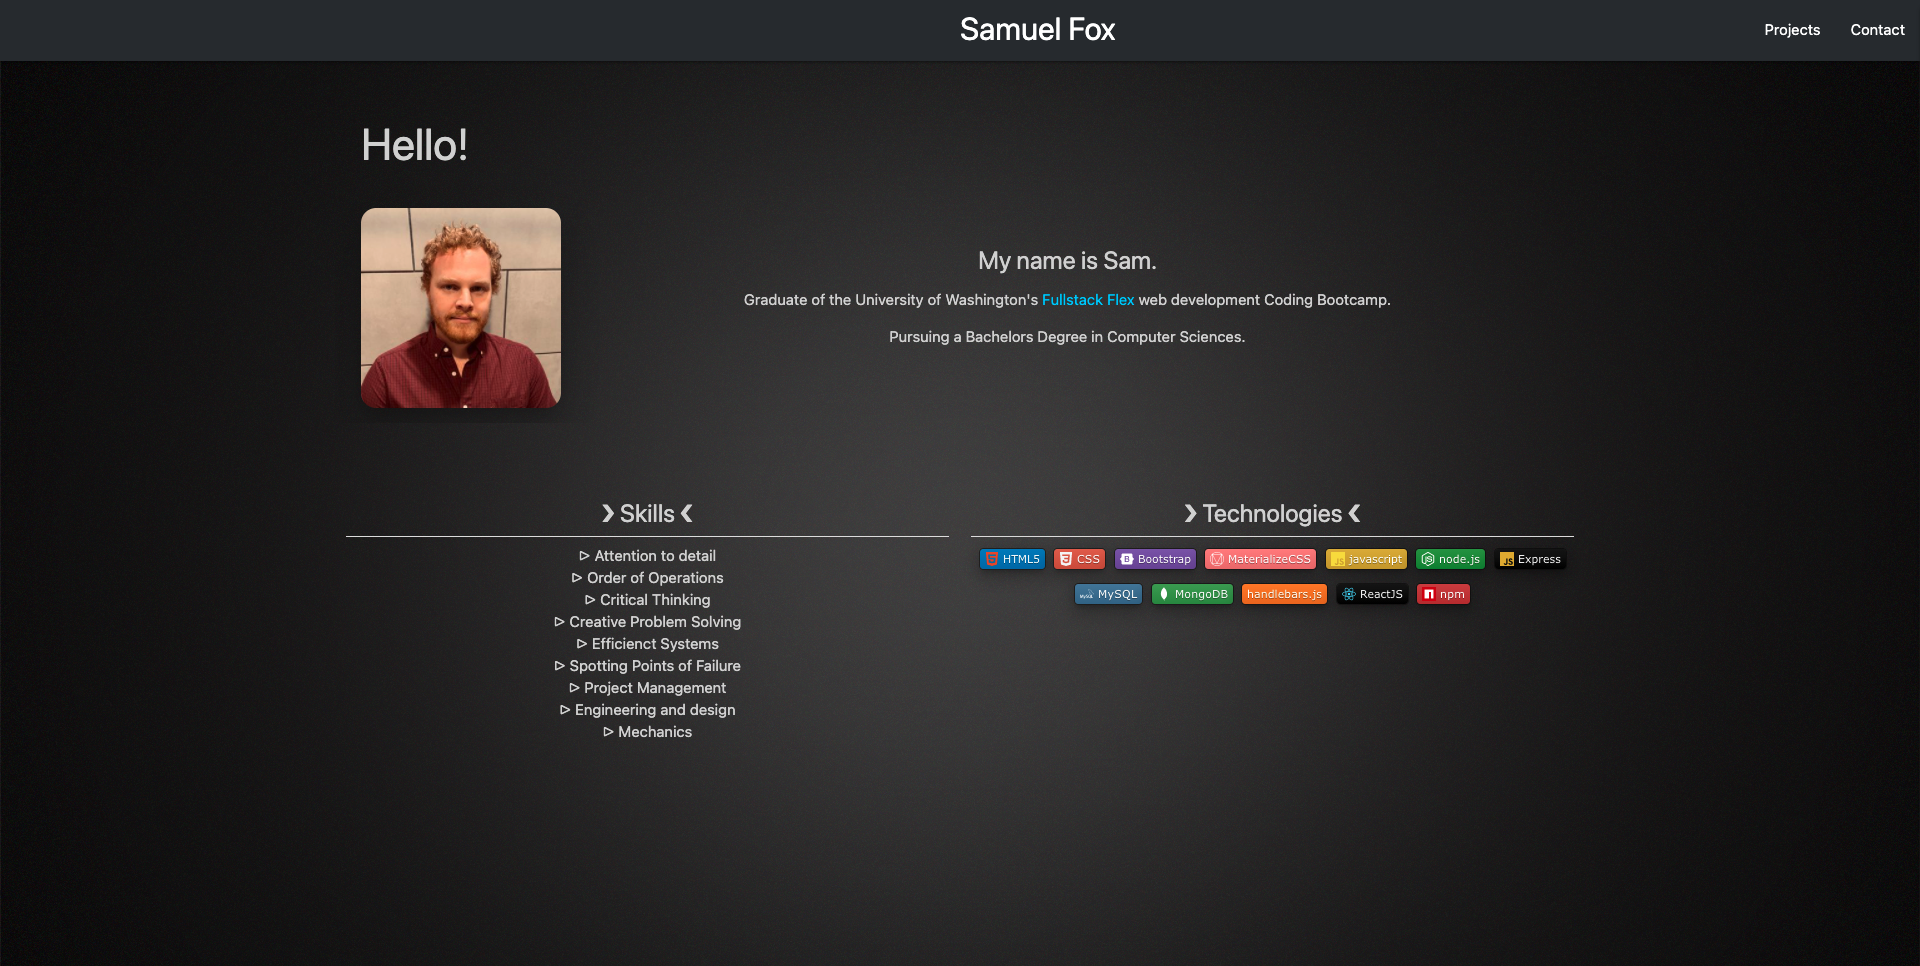 Samuel Fox
Projects
Contact
Hello!
My name is Sam.
Graduate of the University of Washington's Fullstack Flex web development Coding Bootcamp.
Pursuing a Bachelors Degree in Computer Sciences.
❯ Skills ❮
ᐅ Attention to detail
ᐅ Order of Operations
ᐅ Critical Thinking
ᐅ Creative Problem Solving
ᐅ Efficienct Systems
ᐅ Spotting Points of Failure
ᐅ Project Management
ᐅ Engineering and design
ᐅ Mechanics
❯ Technologies ❮
HTML5 CSS Bootstrap MaterializeCSS javascript node.js Express
MySQL MongoDB handlebars.js ReactJS npm